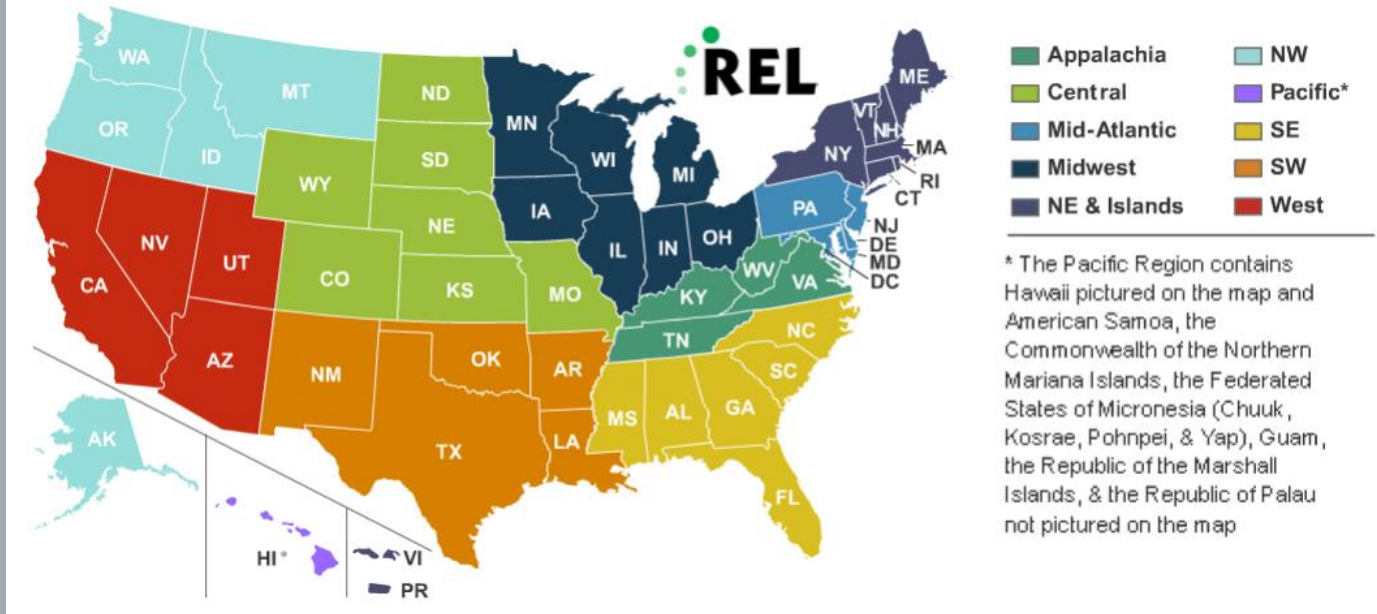 REL
WA
MT
ND
MN
ME
VT
NH
OR
ID
SD
WI
MI
NY
MA
RI
CT
WY
IA
PA
NE
NJ
NV
UT
IL
IN
OH
DE
MD
DC
CA
CO
KS
MO
WV
VA
KY
AZ
NM
OK
AR
TN
NC
SC
TX
LA
MS
AL
GA
AK
FL
HI*
VI
PR
Appalachia
Central
Mid-Atlantic
Midwest
NE & Islands
NW
Pacific*
SE
SW
West
* The Pacific Region contains
Hawaii pictured on the map and
American Samoa, the
Commonwealth of the Northern
Mariana Islands, the Federated
States of Micronesia (Chuuk,
Kosrae, Pohnpei, & Yap), Guam,
the Republic of the Marshall
Islands, & the Republic of Palau
not pictured on the map